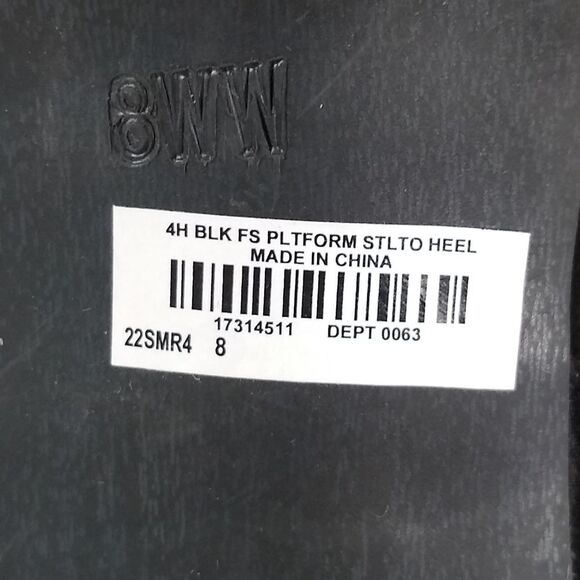 8WW
4H BLK FS PLTFORM STLTO HEEL
MADE IN CHINA
17314511 DEPT 0063
22SMR4 8